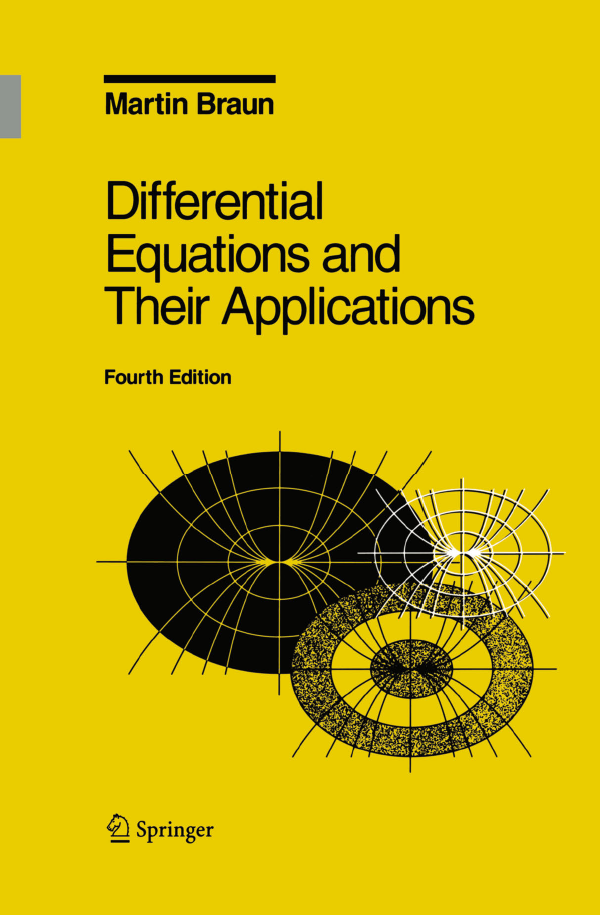 Martin Braun
Differential
Equations and
Their Applications
Fourth Edition
Springer